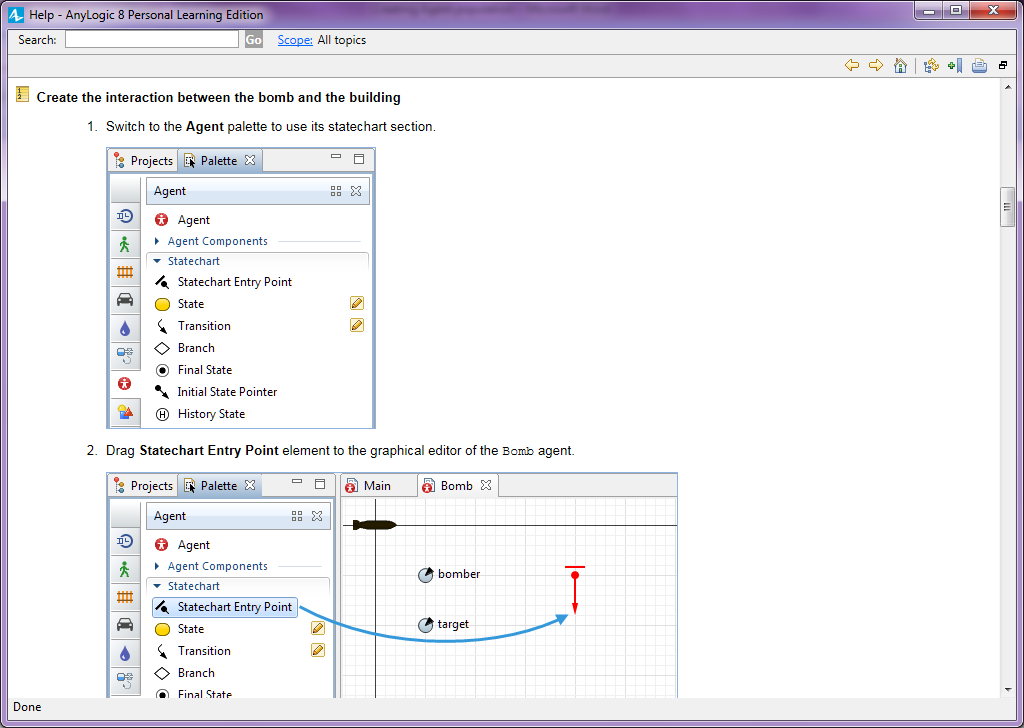 Help - AnyLogic 8 Personal Learning Edition
Search: Go Scope: All topics
Create the interaction between the bomb and the building
1. Switch to the Agent palette to use its statechart section.
Projects Palette
Agent
Agent
Agent Components
Statechart
Statechart Entry Point
State
Transition
Branch
Final State
Initial State Pointer
History State
2. Drag Statechart Entry Point element to the graphical editor of the Bomb agent.
Projects Palette
Agent
Agent
Agent Components
Statechart
Statechart Entry Point
State
Transition
Branch
Final State
Main Bomb
bomber
target
Done